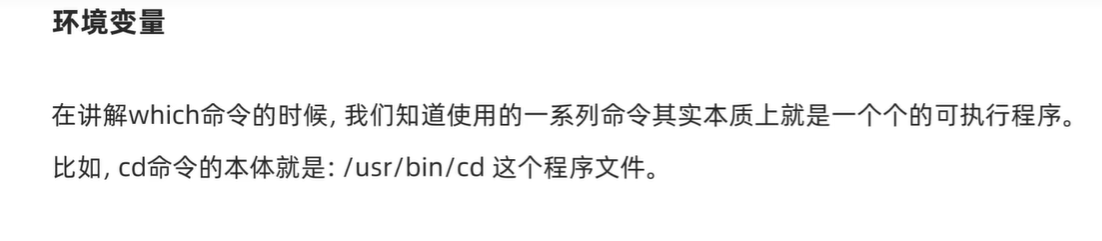 环境变量
在讲解which命令的时候, 我们知道使用的一系列命令其实本质上就是一个个的可执行程序。
比如, cd命令的本体就是: /usr/bin/cd 这个程序文件。